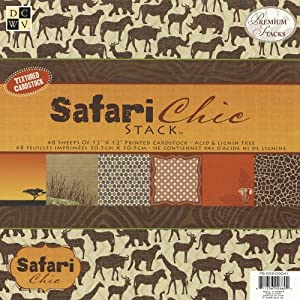 DCWV
PREMIUM
STACKS
TEXTURED
CARDSTOCK
Safari Chic
STACK™
48 SHEETS OF 12" X 12" PRINTED CARDSTOCK - ACID & LIGNIN FREE
48 FEUILLES IMPRIMÉES 30.5CM X 30.5CM - NE CONTIENNENT PAS D'ACIDE NI DE LIGNINE
Safari
Chic